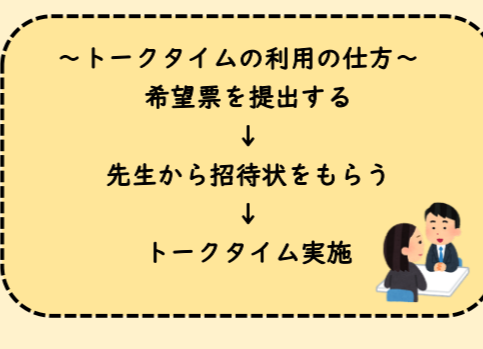 ～トークタイムの利用の仕方～
希望票を提出する
↓
先生から招待状をもらう
↓
トークタイム実施